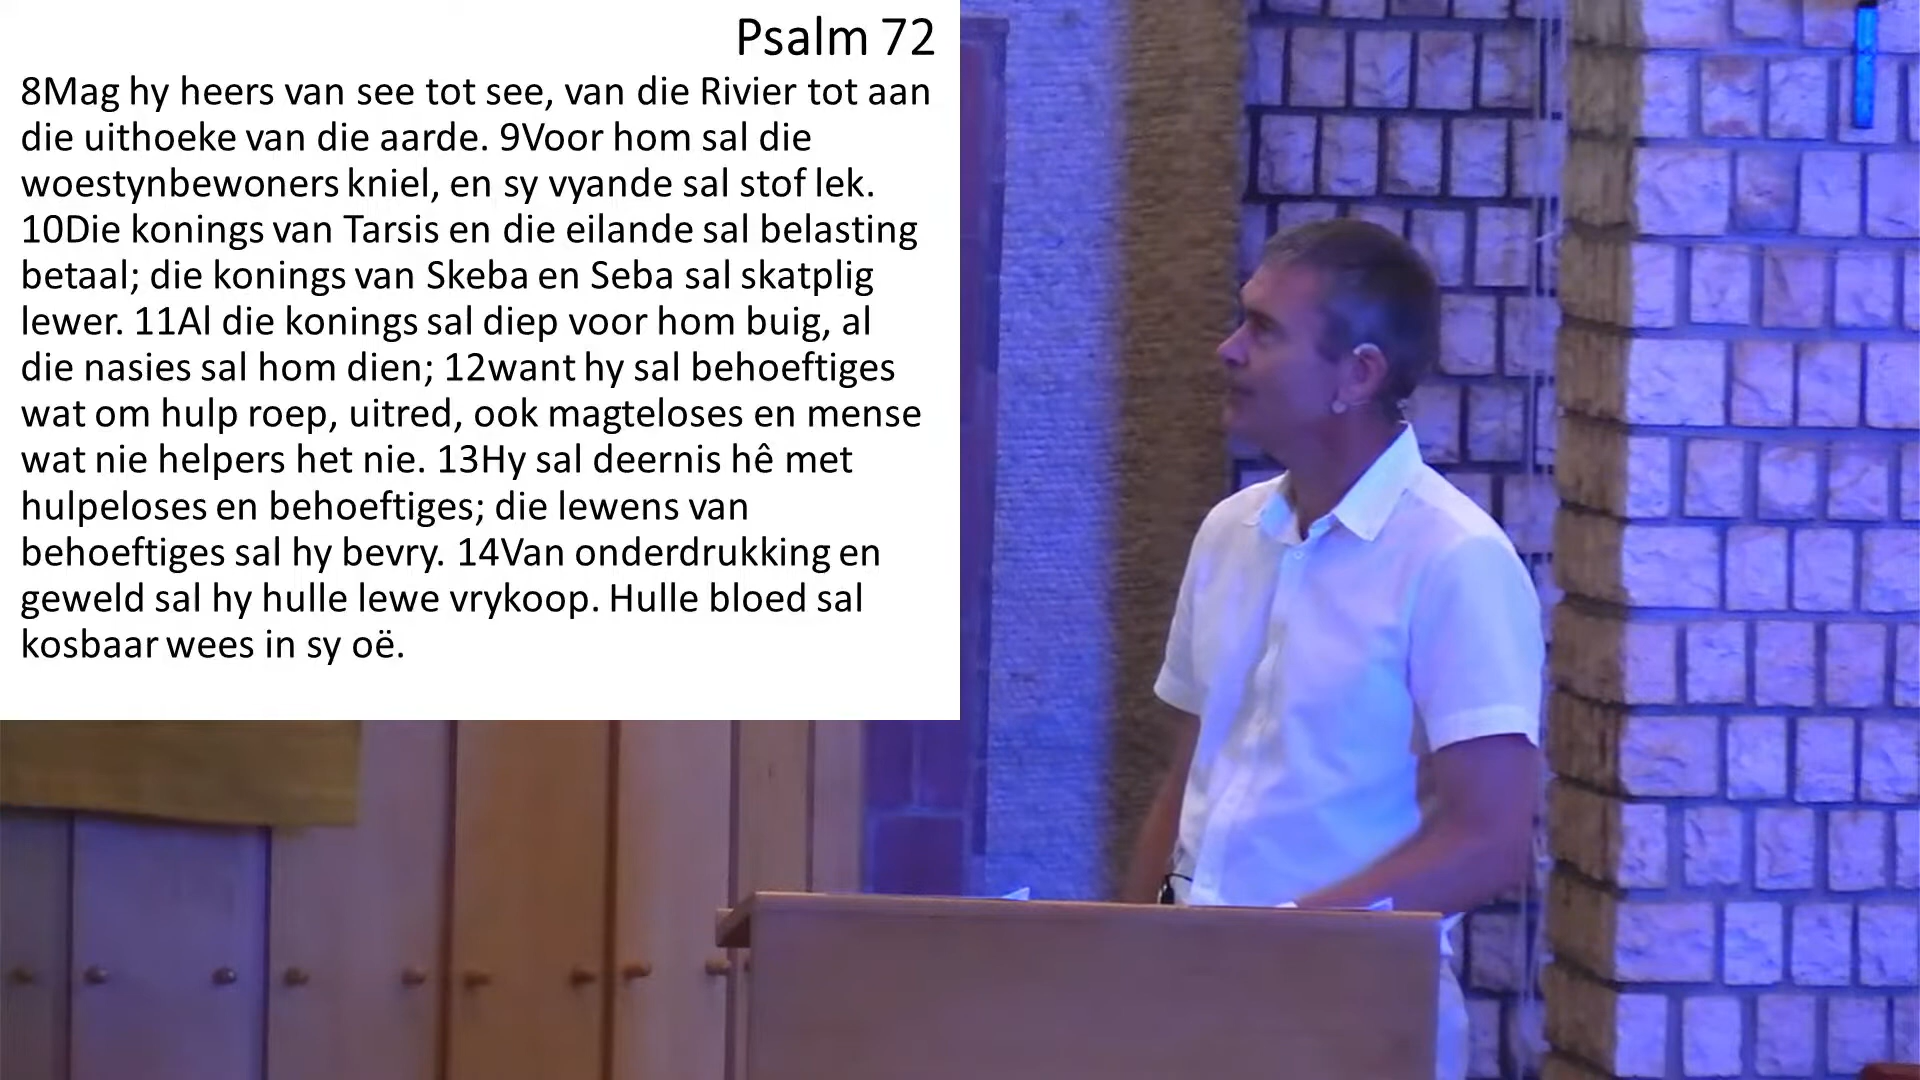 Psalm 72
8Mag hy heers van see tot see, van die Rivier tot aan
die uithoeke van die aarde. 9Voor hom sal die
woestynbewoners kniel, en sy vyande sal stof lek.
10Die konings van Tarsis en die eilande sal belasting
betaal; die konings van Skeba en Seba sal skatplig
lewer. 11Al die konings sal diep voor hom buig, al
die nasies sal hom dien; 12want hy sal behoeftiges
wat om hulp roep, uitred, ook magteloses en mense
wat nie helpers het nie. 13Hy sal deernis hê met
hulpeloses en behoeftiges; die lewens van
behoeftiges sal hy bevry. 14Van onderdrukking en
geweld sal hy hulle lewe vrykoop. Hulle bloed sal
kosbaar wees in sy oë.